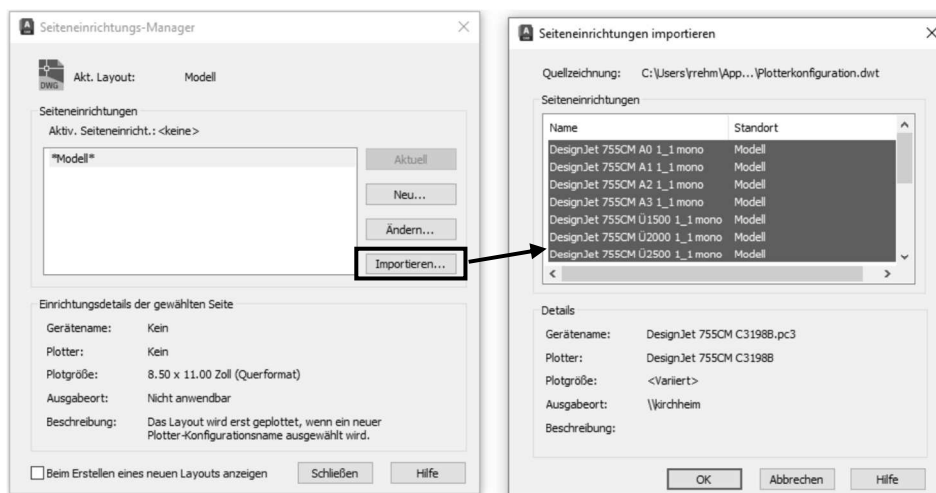 Seiteneinrichtungs-Manager
DWG
Akt. Layout: Modell
Seiteneinrichtungen
Aktiv. Seiteneinricht.: <keine>
*Modell*
Aktuell
Neu...
Ändern...
Importieren...
Einrichtungsdetails der gewählten Seite
Gerätename: Kein
Plotter: Kein
Plotgröße: 8.50 x 11.00 Zoll (Querformat)
Ausgabeort: Nicht anwendbar
Beschreibung: Das Layout wird erst geplottet, wenn ein neuer
Plotter-Konfigurationsname ausgewählt wird.
Beim Erstellen eines neuen Layouts anzeigen
Schließen
Hilfe
Seiteneinrichtungen importieren
Quellzeichnung: C:\Users\rrehm\App...\Plotterkonfiguration.dwt
Seiteneinrichtungen
Name Standort
DesignJet 755CM A0 1_1 mono Modell
DesignJet 755CM A1 1_1 mono Modell
DesignJet 755CM A2 1_1 mono Modell
DesignJet 755CM A3 1_1 mono Modell
DesignJet 755CM Ü1500 1_1 mono Modell
DesignJet 755CM Ü2000 1_1 mono Modell
DesignJet 755CM Ü2500 1_1 mono Modell
Details
Gerätename: DesignJet 755CM C3198B.pc3
Plotter: DesignJet 755CM C3198B
Plotgröße: <Variiert>
Ausgabeort: \\kirchheim
Beschreibung:
OK
Abbrechen
Hilfe